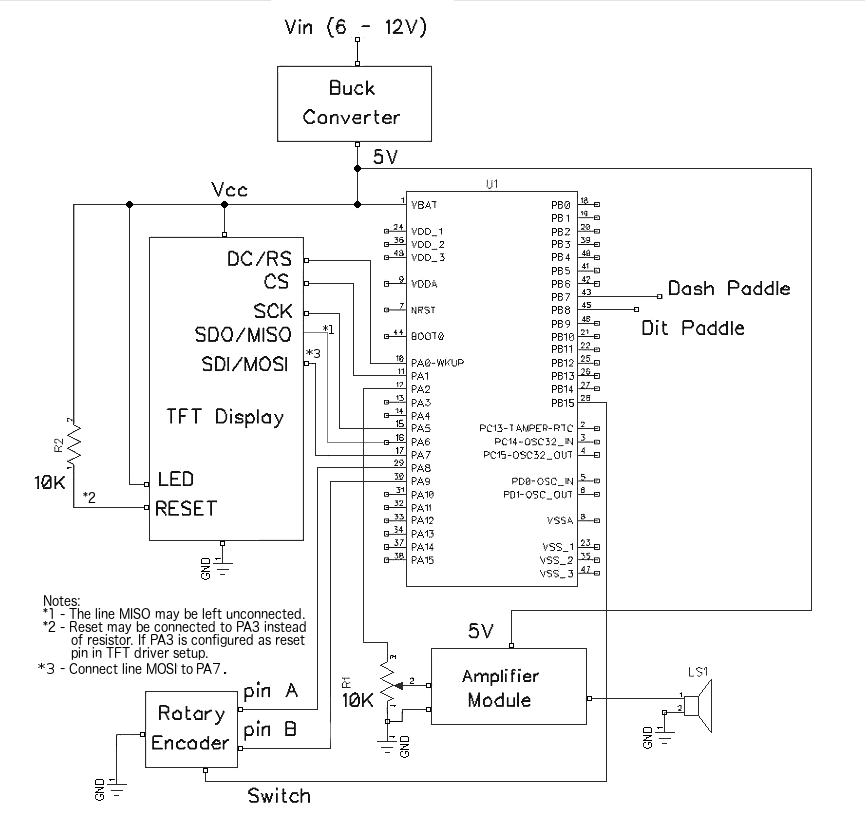 Vin (6 - 12V)
Buck
Converter
5V
Vcc
U1
TFT Display
DC/RS
CS
SCK
SDO/MISO
*1
SDI/MOSI
*3
LED
RESET
*2
R2
10K
2
1
GND
1
1 VBAT
24 VDD_1
36 VDD_2
48 VDD_3
9 VDDA
7 NRST
44 BOOT0
10 PA0-WKUP
11 PA1
12 PA2
13 PA3
14 PA4
15 PA5
16 PA6
17 PA7
29 PA8
30 PA9
31 PA10
32 PA11
33 PA12
34 PA13
37 PA14
38 PA15
PB0 18
PB1 19
PB2 20
PB3 39
PB4 40
PB5 41
PB6 42
PB7 43
PB8 45
PB9 46
PB10 21
PB11 22
PB12 25
PB13 26
PB14 27
PB15 28
PC13-TAMPER-RTC 2
PC14-OSC32_IN 3
PC15-OSC32_OUT 4
PD0-OSC_IN 5
PD1-OSC_OUT 6
VSSA 8
VSS_1 23
VSS_2 35
VSS_3 47
Dash Paddle
Dit Paddle
Notes:
*1 - The line MISO may be left unconnected.
*2 - Reset may be connected to PA3 instead
of resistor. If PA3 is configured as reset
pin in TFT driver setup.
*3 - Connect line MOSI to PA7.
5V
Amplifier
Module
R1
10K
3
2
1
GND
1
LS1
1
2
GND
1
Rotary
Encoder
pin A
pin B
GND
1
Switch